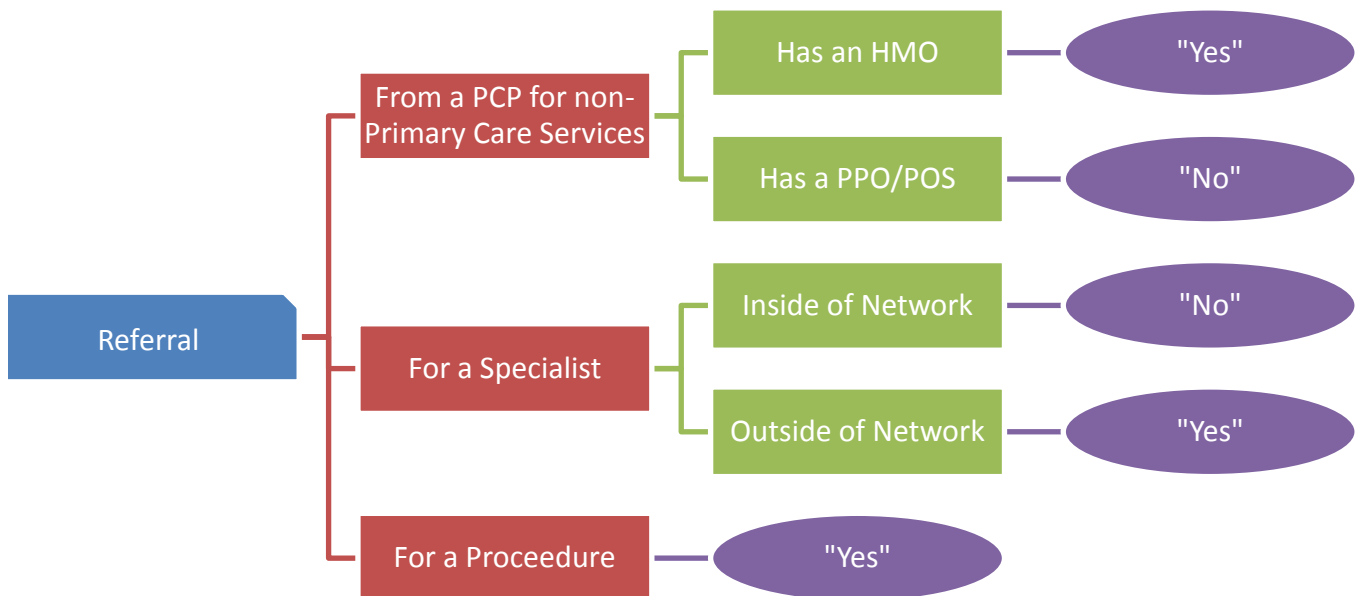 Referral
From a PCP for non-
Primary Care Services
Has an HMO
"Yes"
Has a PPO/POS
"No"
For a Specialist
Inside of Network
"No"
Outside of Network
"Yes"
For a Proceedure
"Yes"